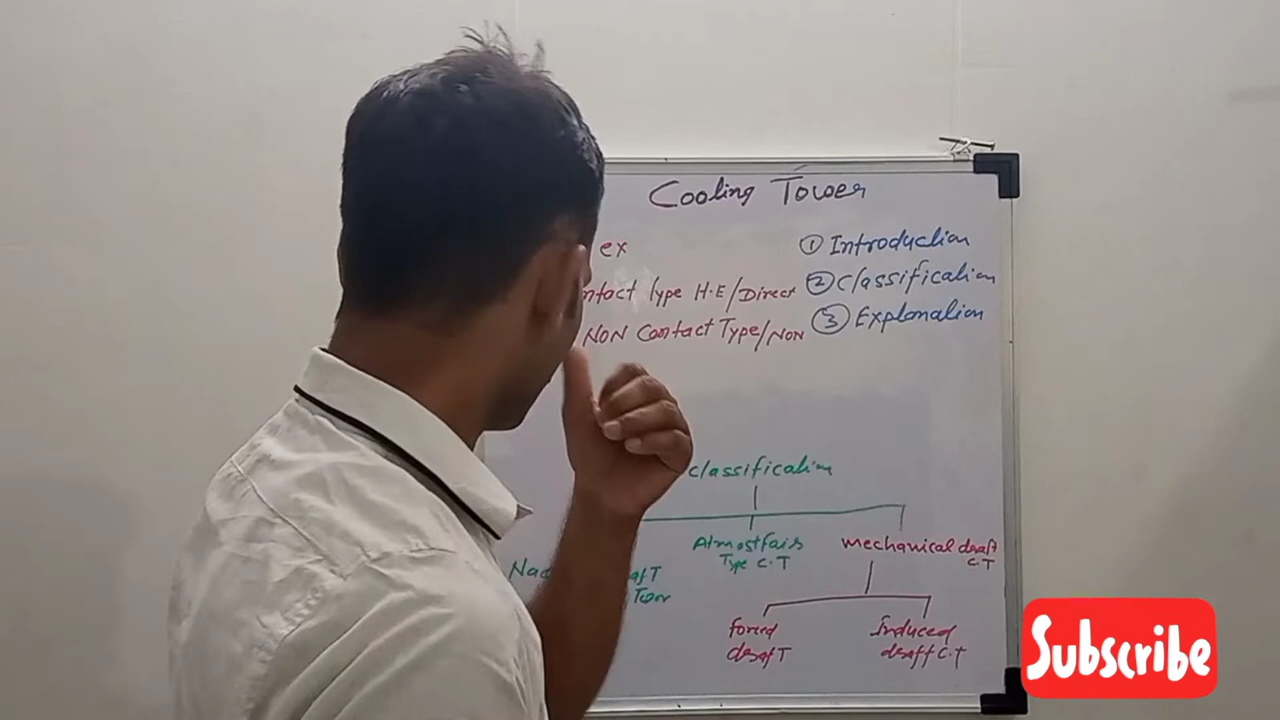 Cooling Tower
ex
① Introduction
ntact Type H.E/Direct
② Classification
NON Contact Type/NON
③ Explanation
classification
Almostfairs
Type C.T
mechanical draft
C.T
Forced
draft T
Induced
draft C.T
Subscribe